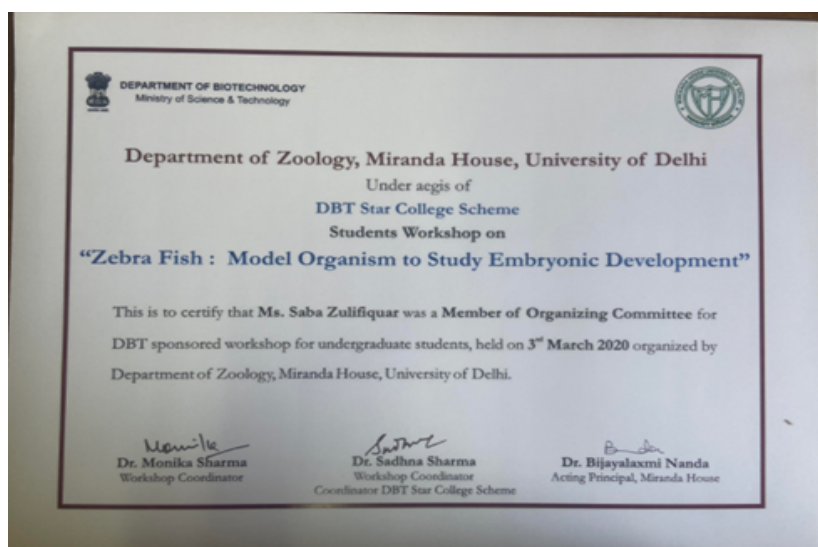 DEPARTMENT OF BIOTECHNOLOGY
Ministry of Science & Technology
Department of Zoology, Miranda House, University of Delhi
Under aegis of
DBT Star College Scheme
Students Workshop on
“Zebra Fish : Model Organism to Study Embryonic Development”
This is to certify that Ms. Saba Zulifiquar was a Member of Organizing Committee for
DBT sponsored workshop for undergraduate students, held on 3rd March 2020 organized by
Department of Zoology, Miranda House, University of Delhi.
Dr. Monika Sharma
Workshop Coordinator
Dr. Sadhna Sharma
Workshop Coordinator
Coordinator DBT Star College Scheme
Dr. Bijayalaxmi Nanda
Acting Principal, Miranda House